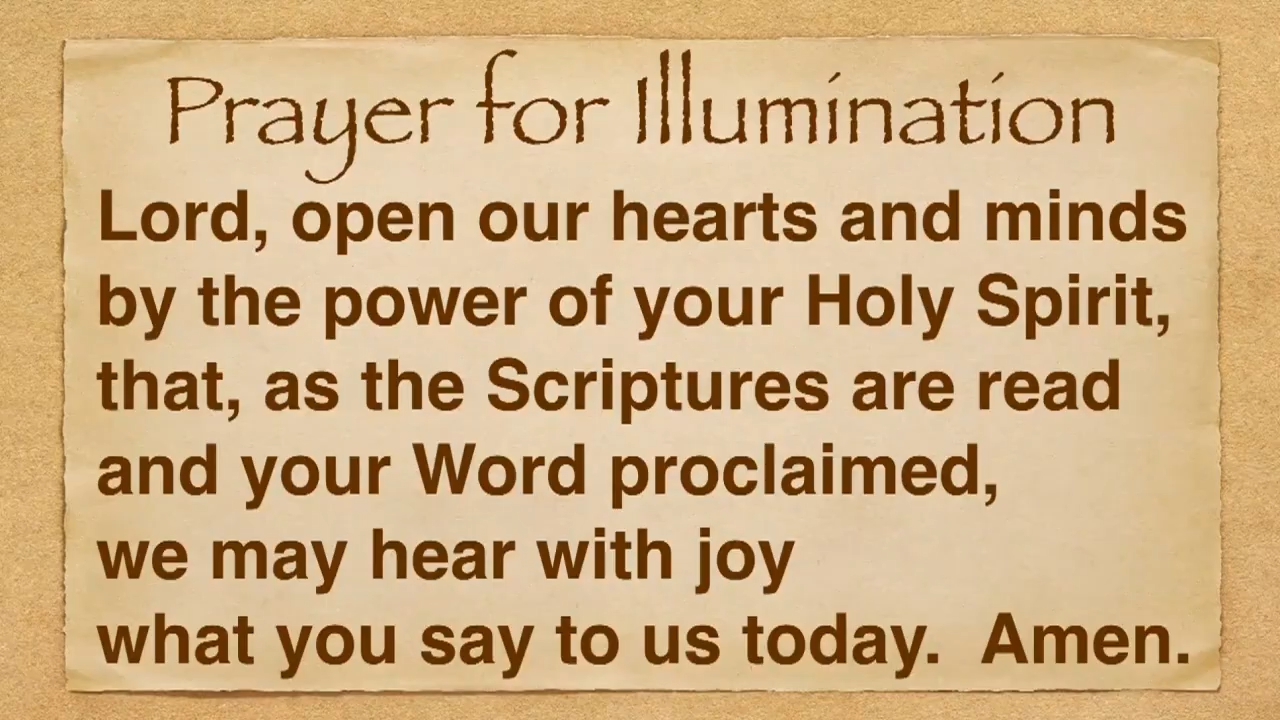 Prayer for Illumination
Lord, open our hearts and minds
by the power of your Holy Spirit,
that, as the Scriptures are read
and your Word proclaimed,
we may hear with joy
what you say to us today.  Amen.